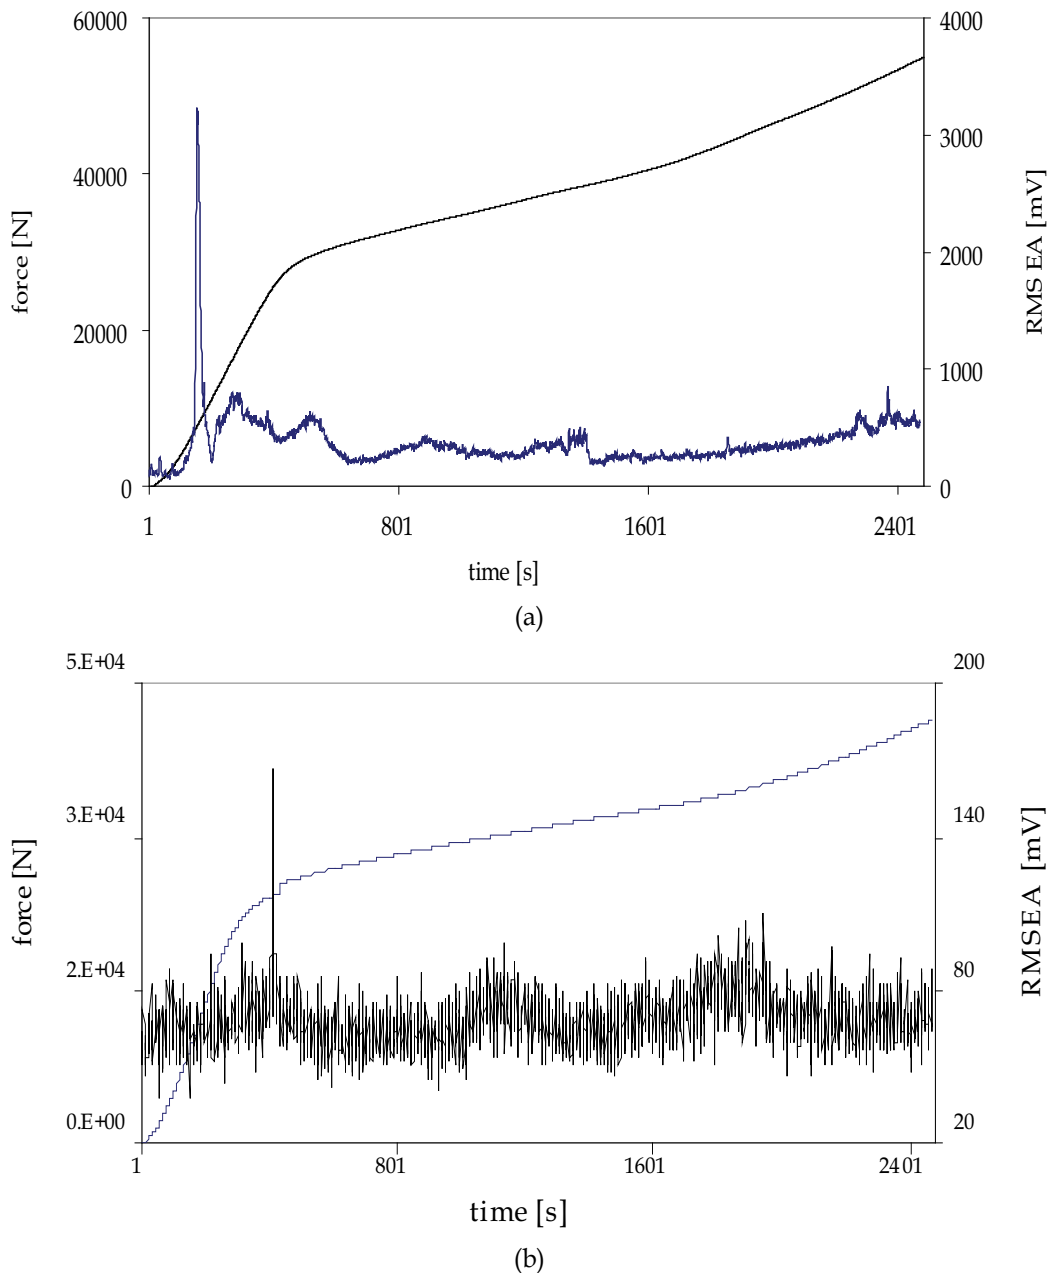 60000
4000
3000
40000
force [N]
RMS EA [mV]
2000
20000
1000
0
0
1
801
1601
2401
time [s]
(a)
5.E+04
200
3.E+04
140
force [N]
RMSEA [mV]
2.E+04
80
0.E+00
20
1
801
1601
2401
time [s]
(b)